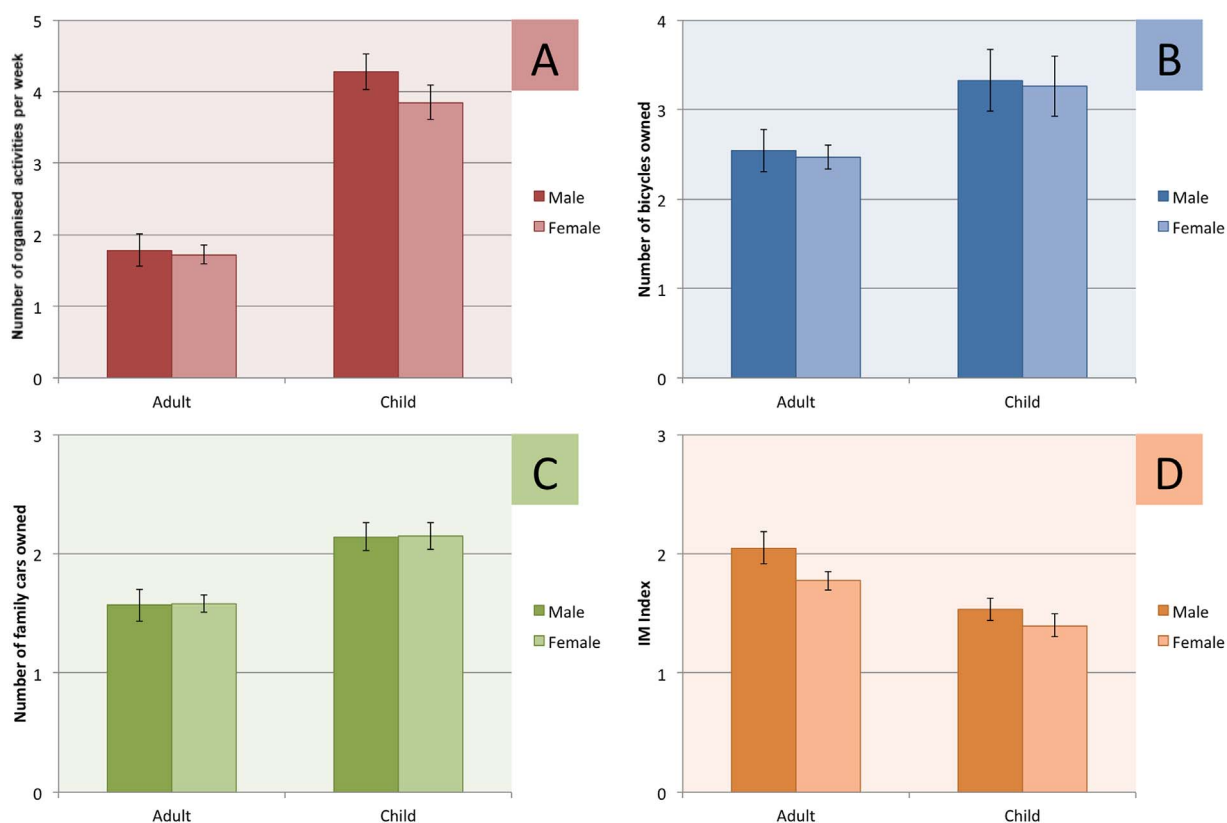 Number of organised activities per week
5
4
3
2
1
0
Adult
Child
Male
Female
A
Number of bicycles owned
4
3
2
1
0
Adult
Child
Male
Female
B
Number of family cars owned
3
2
1
0
Adult
Child
Male
Female
C
IM Index
3
2
1
0
Adult
Child
Male
Female
D